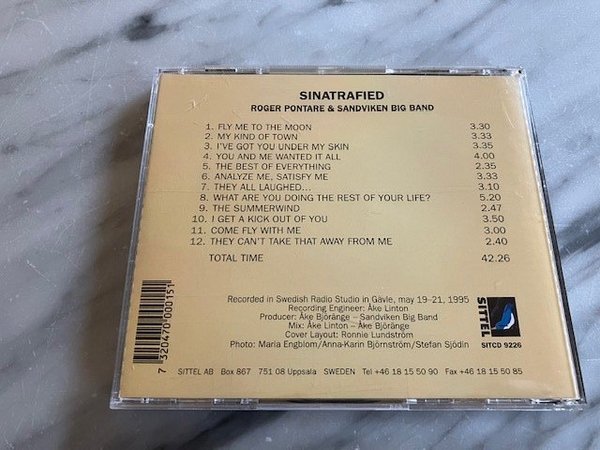 SINATRAFIED
ROGER PONTARE & SANDVIKEN BIG BAND
1. FLY ME TO THE MOON 3.30
2. MY KIND OF TOWN 3.33
3. I'VE GOT YOU UNDER MY SKIN 3.35
4. YOU AND ME WANTED IT ALL 4.00
5. THE BEST OF EVERYTHING 2.35
6. ANALYZE ME, SATISFY ME 3.33
7. THEY ALL LAUGHED... 3.10
8. WHAT ARE YOU DOING THE REST OF YOUR LIFE? 5.20
9. THE SUMMERWIND 2.47
10. I GET A KICK OUT OF YOU 3.50
11. COME FLY WITH ME 3.00
12. THEY CAN'T TAKE THAT AWAY FROM ME 2.40
TOTAL TIME 42.26
Recorded in Swedish Radio Studio in Gävle, may 19–21, 1995
Recording Engineer: Åke Linton
Producer: Åke Björänge – Sandviken Big Band
Mix: Åke Linton – Åke Björänge
Cover Layout: Ronnie Lundström
Photo: Maria Engblom/Anna-Karin Björnström/Stefan Sjödin
SITTEL
SITCD 9226
7 320470 000151
SITTEL AB Box 867 751 08 Uppsala SWEDEN Tel +46 18 15 50 90 Fax +46 18 15 50 85